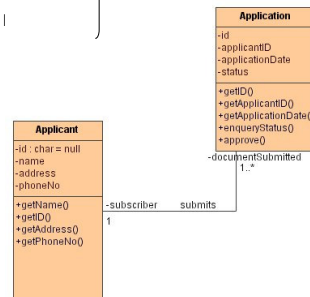 Application
-id
-applicantID
-applicationDate
-status
+getID()
+getApplicantID()
+getApplicationDate()
+enqueryStatus()
+approve()
-documentSubmitted
1..*
Applicant
-id : char = null
-name
-address
-phoneNo
+getName()
+getID()
+getAddress()
+getPhoneNo()
-subscriber submits
1